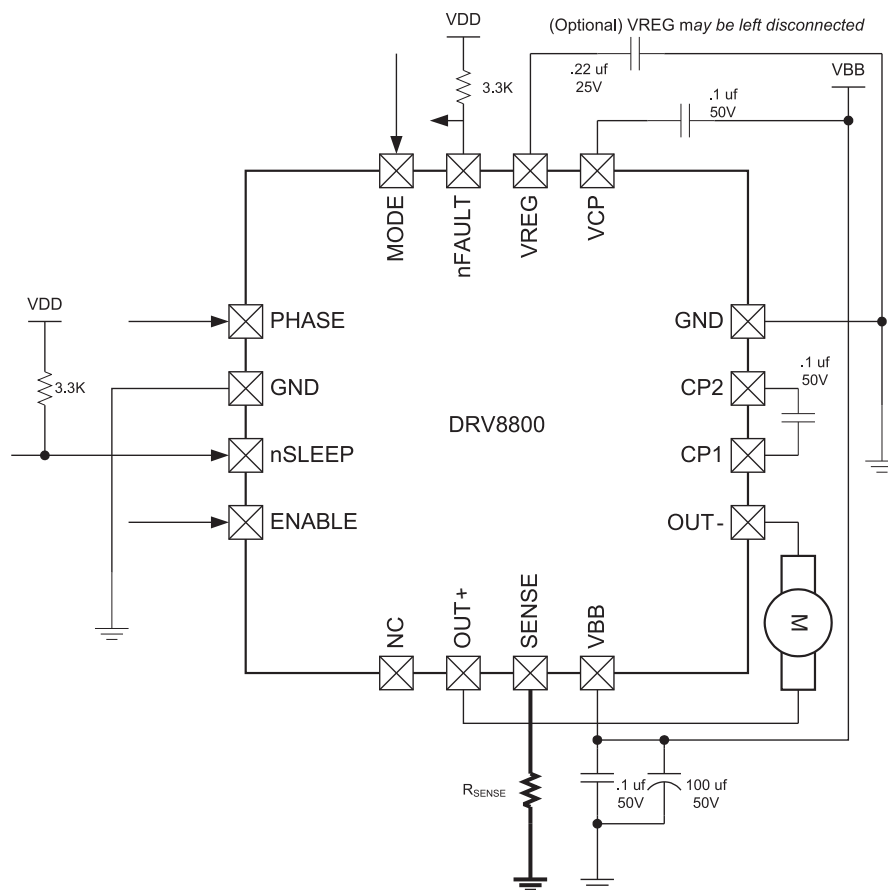 VDD
(Optional) VREG may be left disconnected
.22 uf
25V
VBB
3.3K
.1 uf
50V
MODE
nFAULT
VREG
VCP
VDD
PHASE
GND
3.3K
GND
CP2
.1 uf
50V
DRV8800
nSLEEP
CP1
ENABLE
OUT-
NC
OUT+
SENSE
VBB
M
RSENSE
.1 uf
50V
100 uf
50V